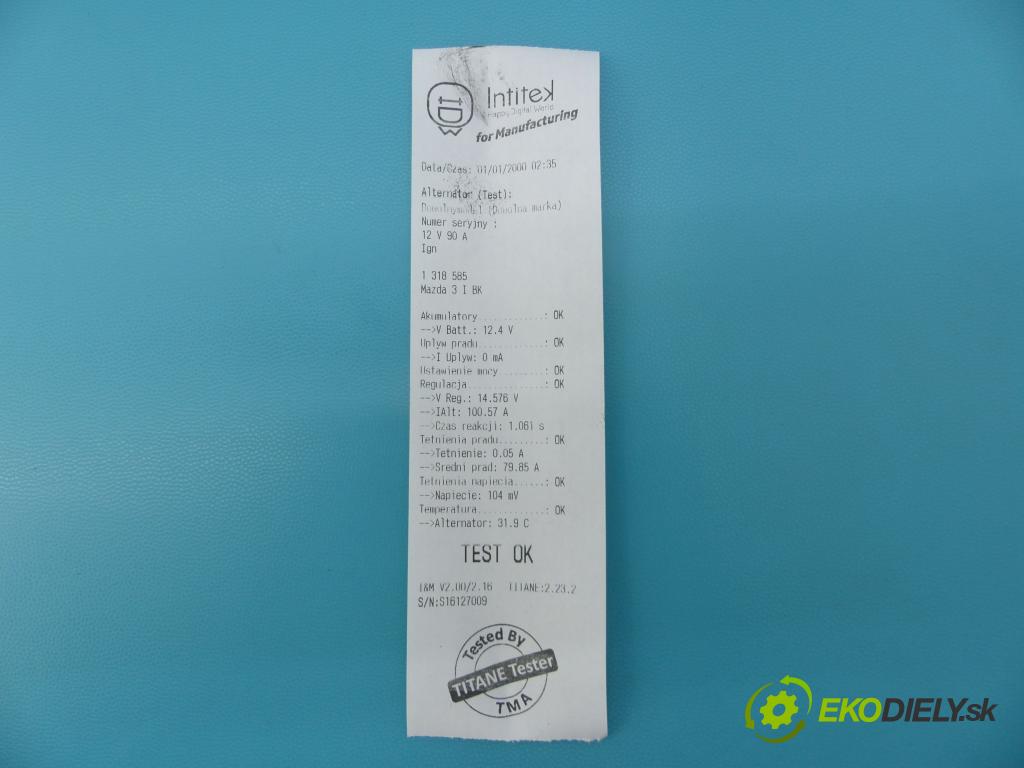 Intitek
Happy Digital World
for Manufacturing
Data/Czas: 01/01/2000 02:35
Alternator (Test):
Dowolnymodel (Dowolna marka)
Numer seryjny :
12 V 90 A
Ign
1 318 585
Mazda 3 I BK
Akumulatory............: OK
-->V Batt.: 12.4 V
Uplyw pradu............: OK
-->I Uplyw: 0 mA
Ustawienie mocy........: OK
Regulacja..............: OK
-->V Reg.: 14.576 V
-->IAlt: 100.57 A
-->Czas reakcji: 1.061 s
Tetnienia pradu........: OK
-->Tetnienie: 0.05 A
-->Sredni prad: 79.85 A
Tetnienia napiecia.....: OK
-->Napiecie: 104 mV
Temperatura............: OK
-->Alternator: 31.9 C
TEST OK
I&M V2.00/2.16 TITANE:2.23.2
S/N:S16127009
Tested By
TITANE Tester
TMA
EKODIELY.sk